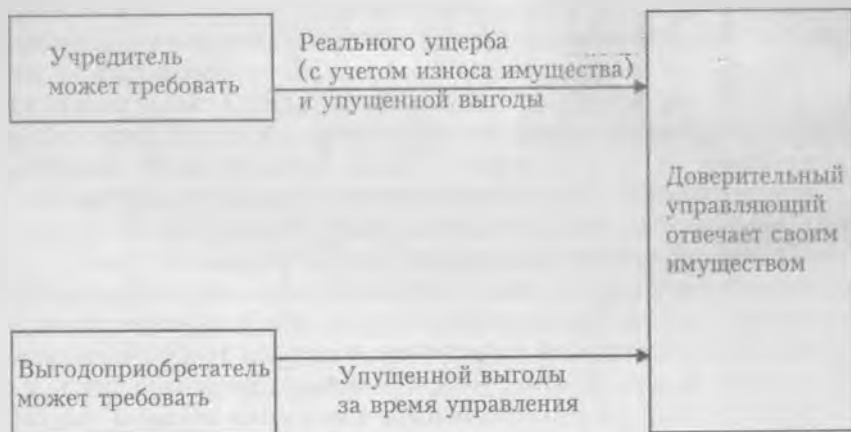 Учредитель
может требовать
Реального ущерба
(с учетом износа имущества)
и упущенной выгоды
Доверительный
управляющий
отвечает своим
имуществом
Выгодоприобретатель
может требовать
Упущенной выгоды
за время управления